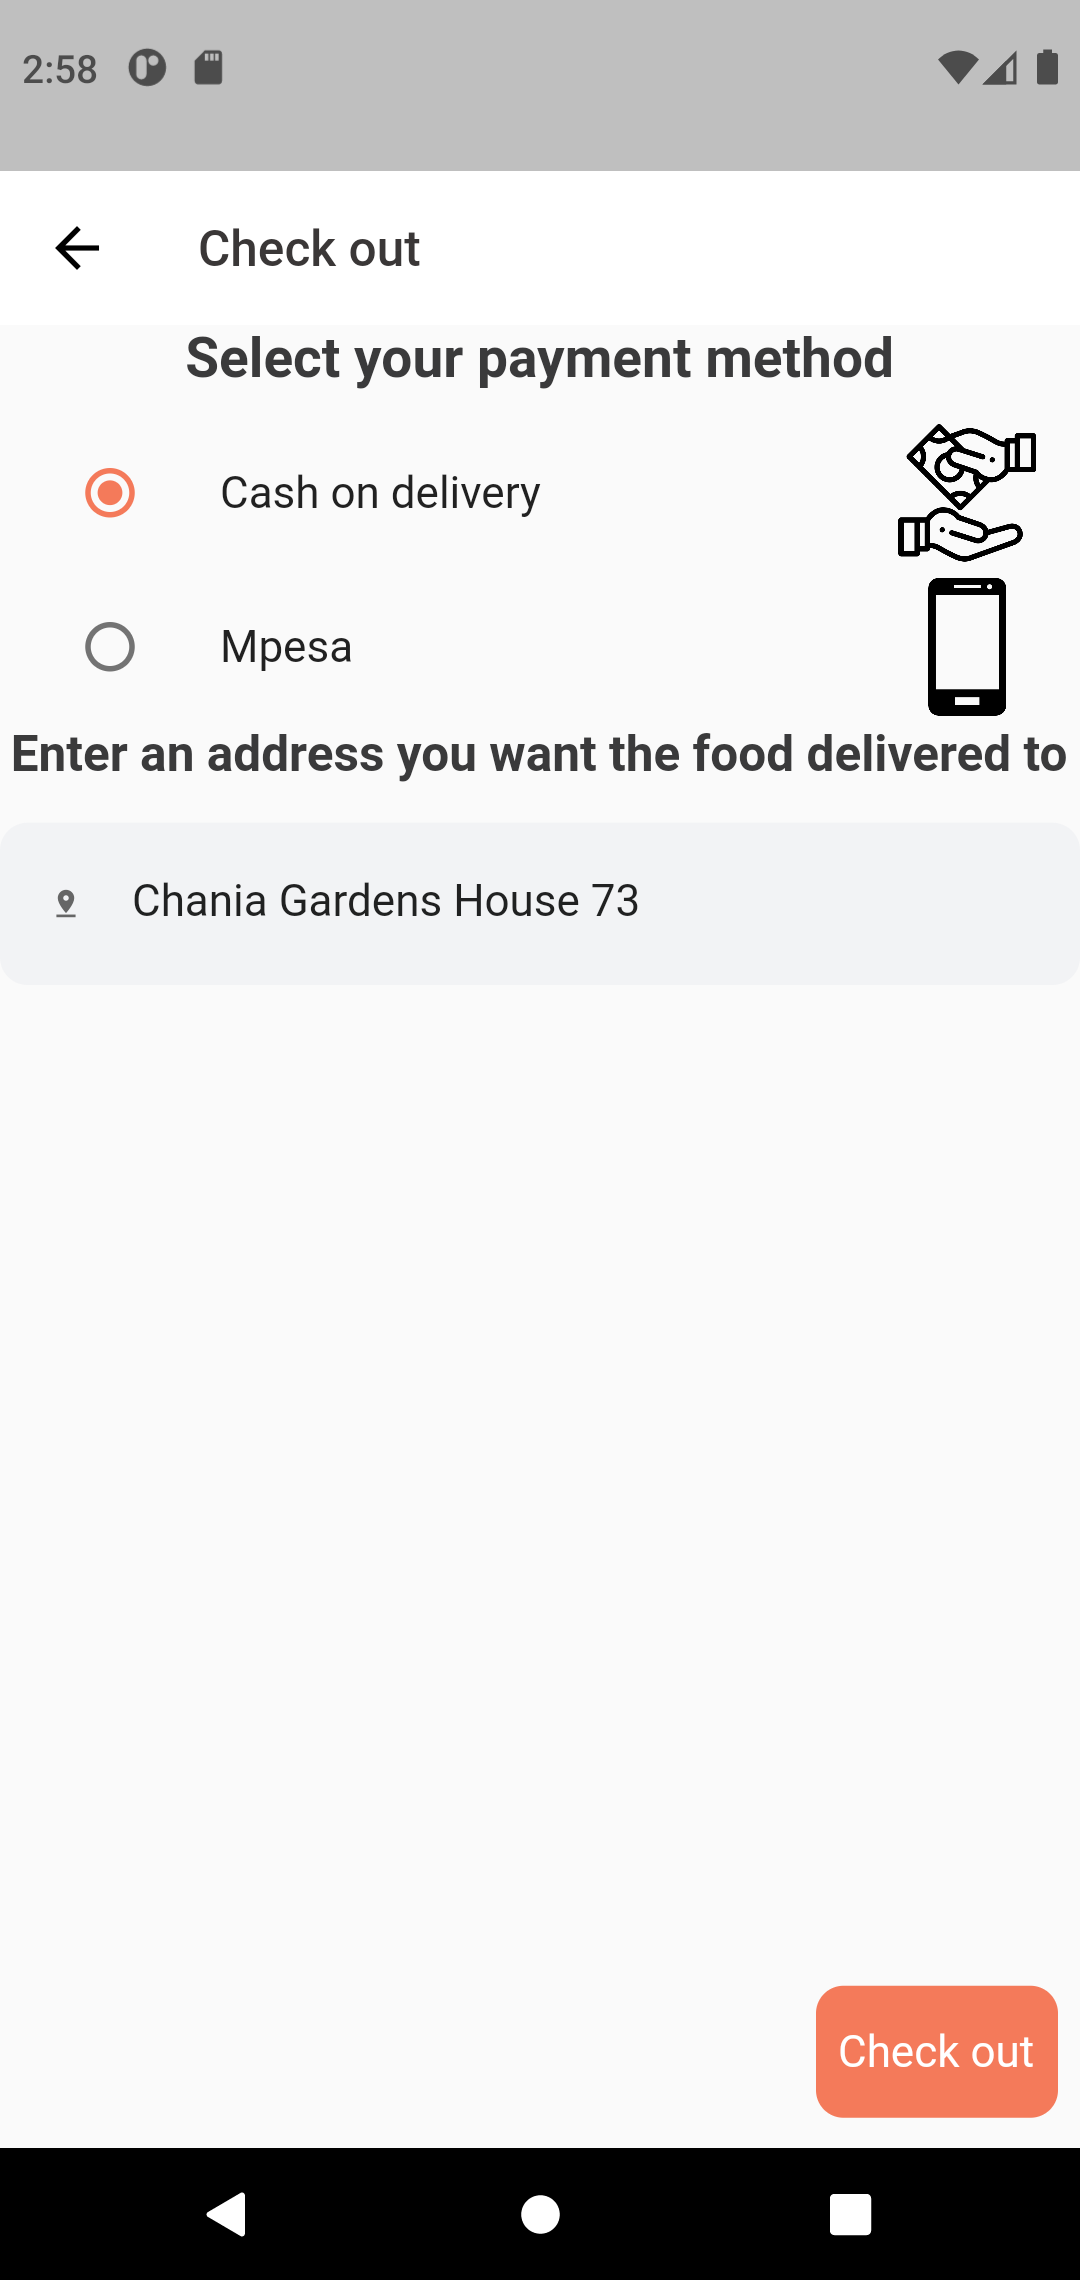 2:58
Check out
Select your payment method
Cash on delivery
Mpesa
Enter an address you want the food delivered to
Chania Gardens House 73
Check out